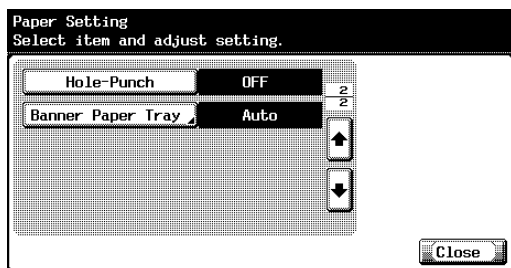 Paper Setting
Select item and adjust setting.
Hole-Punch OFF
2
2
Banner Paper Tray Auto
Close